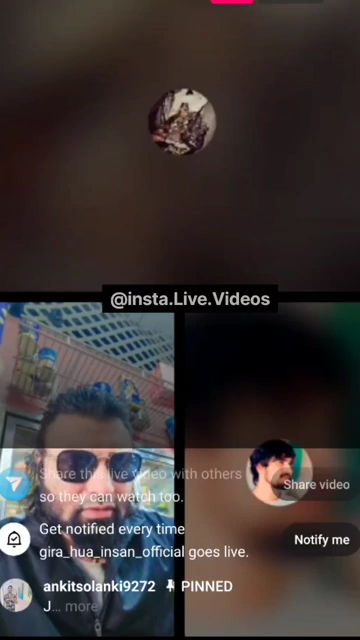 @insta.Live.Videos
Share this live video with others
so they can watch too.
Share video
Get notified every time
gira_hua_insan_official goes live.
Notify me
ankitsolanki9272 PINNED
J... more